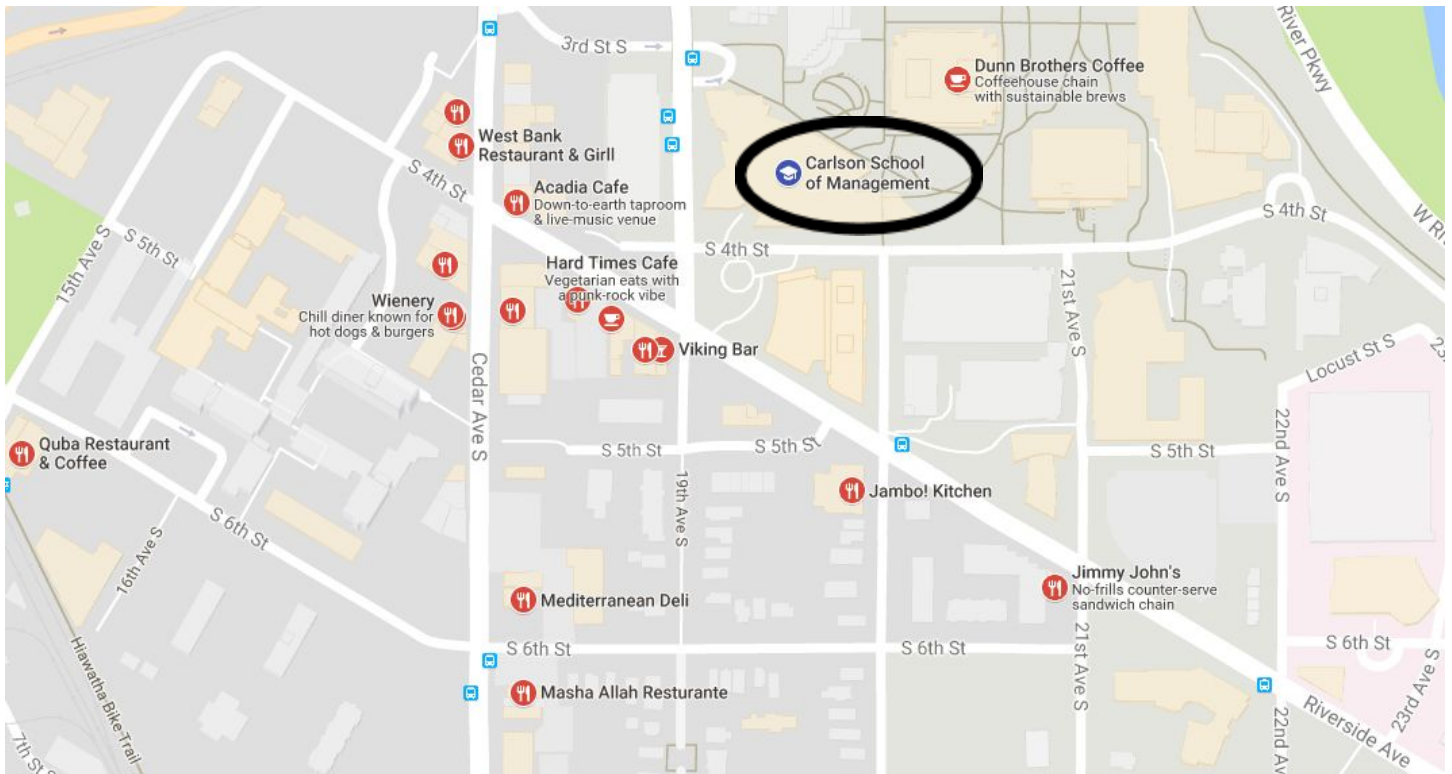 3rd St S
River Pkwy
Dunn Brothers Coffee
Coffeehouse chain
with sustainable brews
West Bank
Restaurant & Girll
Carlson School
of Management
S 4th St
Acadia Cafe
Down-to-earth taproom
& live-music venue
S 4th St
S 4th St
15th Ave S
S 5th St
Hard Times Cafe
Vegetarian eats with
a punk-rock vibe
21st Ave S
Wienery
Chill diner known for
hot dogs & burgers
Viking Bar
Locust St S
Cedar Ave S
22nd Ave S
Quba Restaurant
& Coffee
S 5th St
S 5th St
S 5th St
19th Ave S
Jambo! Kitchen
S 6th St
16th Ave S
Jimmy John's
No-frills counter-serve
sandwich chain
Mediterranean Deli
21st Ave S
S 6th St
S 6th St
S 6th St
Hiawatha Bike Trail
Masha Allah Resturante
23rd Ave S
22nd Ave S
Riverside Ave
7th St S